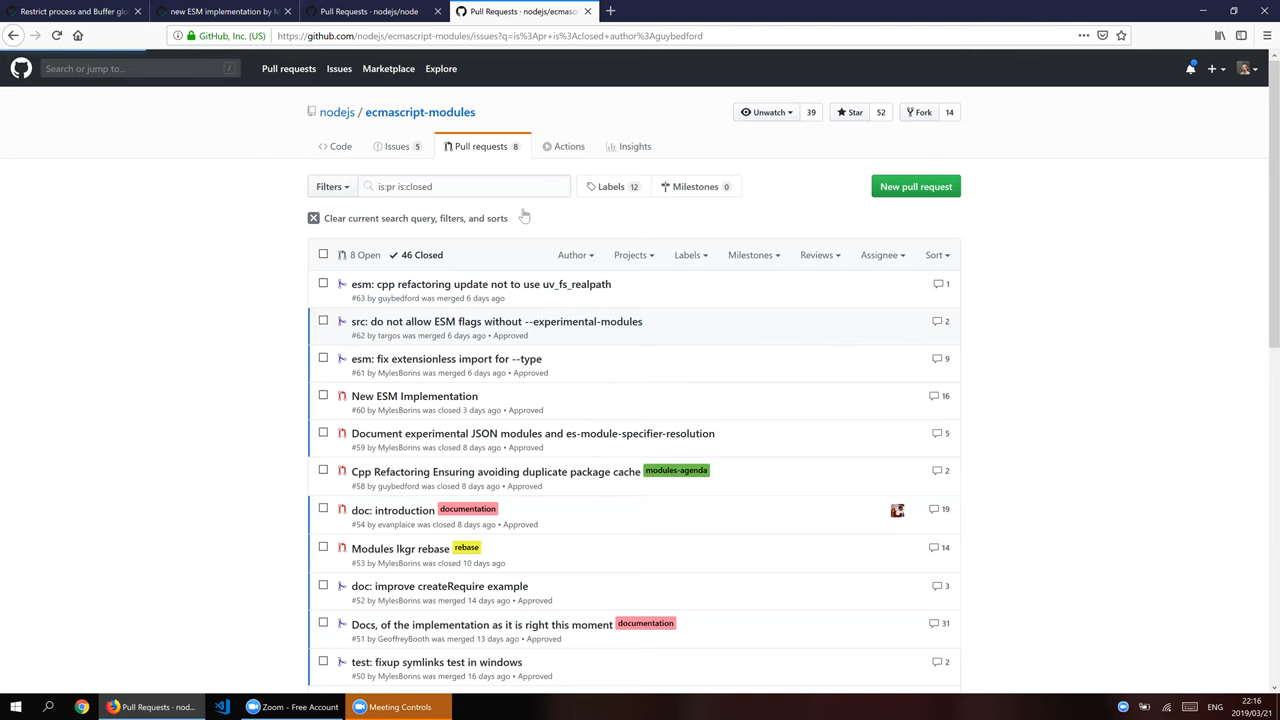 Restrict process and Buffer glo
new ESM implementation by M
Pull Requests · nodejs/node
Pull Requests · nodejs/ecmascr
GitHub, Inc. (US)
https://github.com/nodejs/ecmascript-modules/issues?q=is%3Apr+is%3Aclosed+author%3Aguybedford
Search or jump to...
/
Pull requests
Issues
Marketplace
Explore
nodejs / ecmascript-modules
Unwatch
39
Star
52
Fork
14
Code
Issues 5
Pull requests 8
Actions
Insights
Filters
is:pr is:closed
Labels 12
Milestones 0
New pull request
Clear current search query, filters, and sorts
8 Open
46 Closed
Author
Projects
Labels
Milestones
Reviews
Assignee
Sort
esm: cpp refactoring update not to use uv_fs_realpath
1
#63 by guybedford was merged 6 days ago
src: do not allow ESM flags without --experimental-modules
2
#62 by targos was merged 6 days ago • Approved
esm: fix extensionless import for --type
9
#61 by MylesBorins was merged 6 days ago • Approved
New ESM Implementation
16
#60 by MylesBorins was closed 3 days ago • Approved
Document experimental JSON modules and es-module-specifier-resolution
5
#59 by MylesBorins was closed 8 days ago • Approved
Cpp Refactoring Ensuring avoiding duplicate package cache modules-agenda
2
#58 by guybedford was closed 8 days ago • Approved
doc: introduction documentation
19
#54 by evanplaice was closed 8 days ago • Approved
Modules lkgr rebase rebase
14
#53 by MylesBorins was closed 10 days ago
doc: improve createRequire example
3
#52 by MylesBorins was merged 14 days ago • Approved
Docs, of the implementation as it is right this moment documentation
31
#51 by GeoffreyBooth was merged 13 days ago • Approved
test: fixup symlinks test in windows
2
#50 by MylesBorins was merged 16 days ago • Approved
Pull Requests · nod...
Zoom - Free Account
Meeting Controls
ENG
22:16
2019/03/21